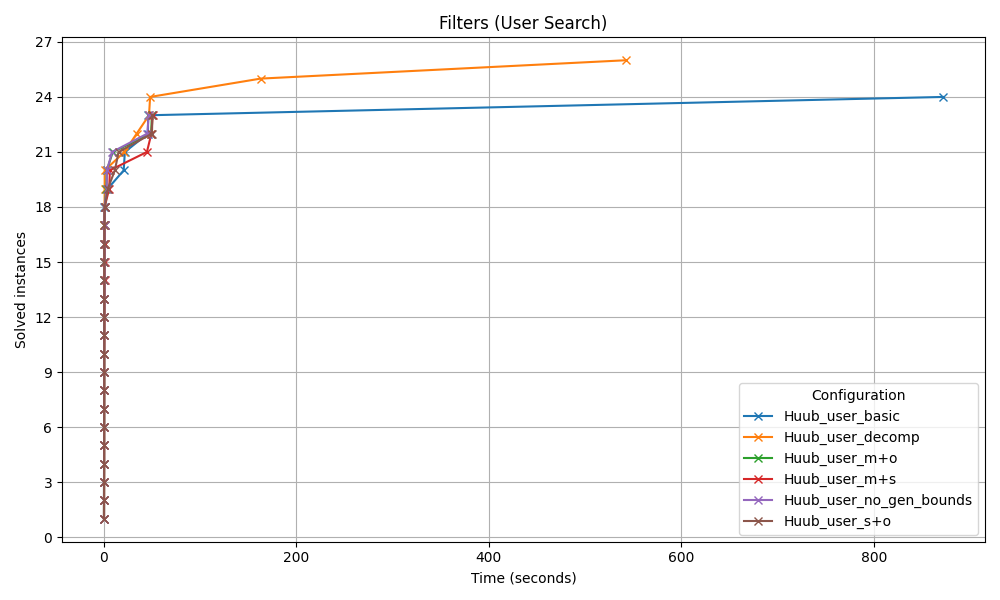 Filters (User Search)
27
24
21
18
15
12
9
6
3
0
Solved instances
0 200 400 600 800
Time (seconds)
Configuration
Huub_user_basic
Huub_user_decomp
Huub_user_m+o
Huub_user_m+s
Huub_user_no_gen_bounds
Huub_user_s+o